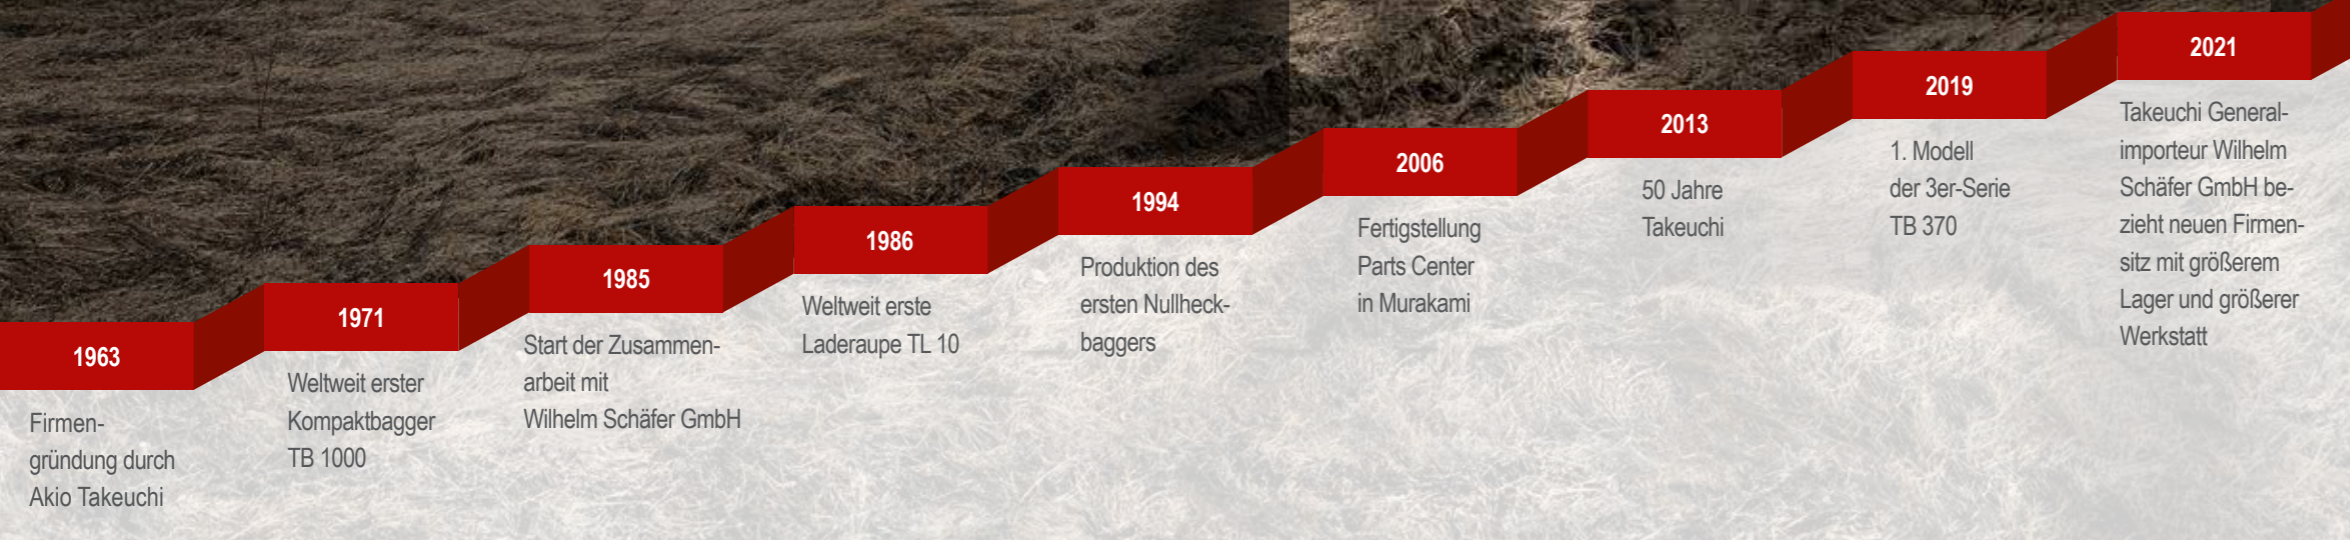 1963
Firmen-
gründung durch
Akio Takeuchi
1971
Weltweit erster
Kompaktbagger
TB 1000
1985
Start der Zusammen-
arbeit mit
Wilhelm Schäfer GmbH
1986
Weltweit erste
Laderaupe TL 10
1994
Produktion des
ersten Nullheck-
baggers
2006
Fertigstellung
Parts Center
in Murakami
2013
50 Jahre
Takeuchi
2019
1. Modell
der 3er-Serie
TB 370
2021
Takeuchi General-
importeur Wilhelm
Schäfer GmbH be-
zieht neuen Firmen-
sitz mit größerem
Lager und größerer
Werkstatt